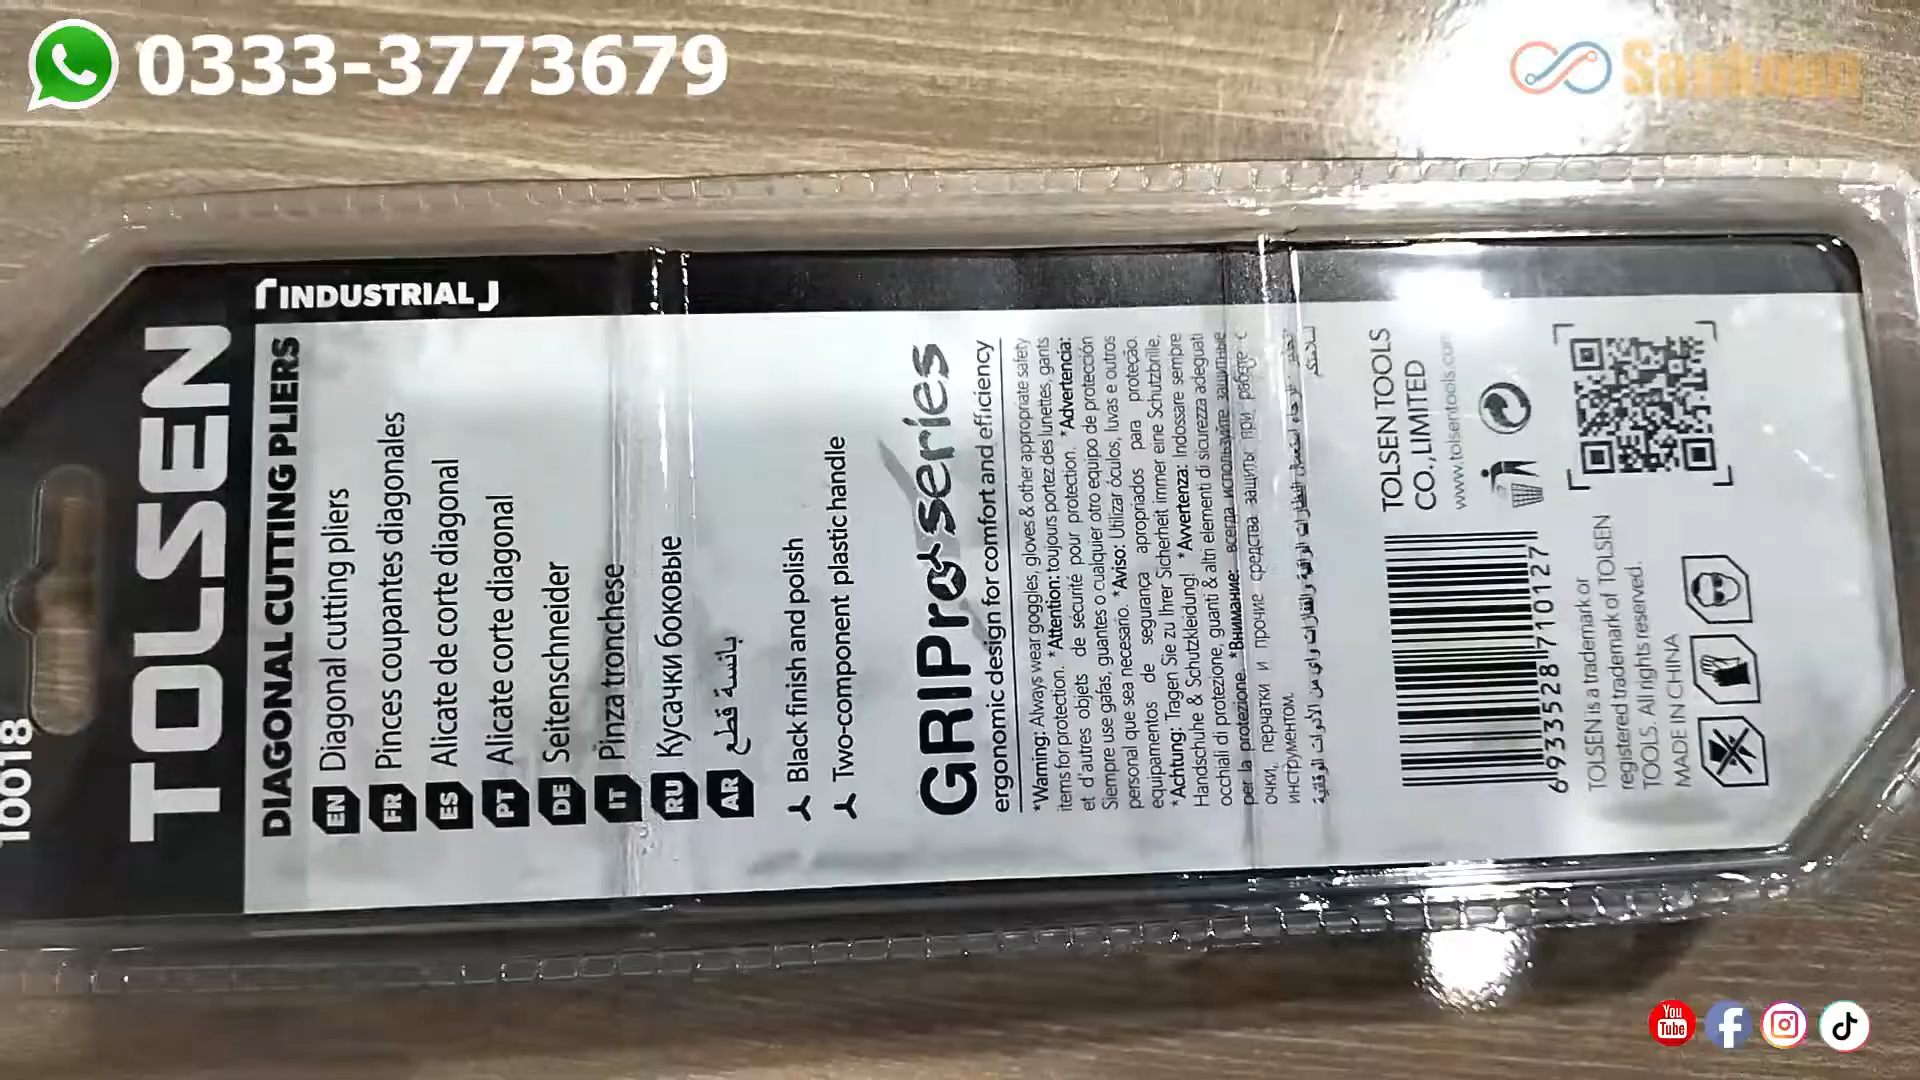 0333-3773679
Sankoon
10018
TOLSEN
INDUSTRIAL
DIAGONAL CUTTING PLIERS
EN Diagonal cutting pliers
FR Pinces coupantes diagonales
ES Alicate de corte diagonal
PT Alicate corte diagonal
DE Seitenschneider
IT Pinza tronchese
RU Кусачки боковые
AR بانسة قطع
Black finish and polish
Two-component plastic handle
GRIPro series
ergonomic design for comfort and efficiency
*Warning: Always wear goggles, gloves & other appropriate safety
items for protection. *Attention: toujours portez des lunettes, gants
et d'autres objets de sécurité pour protection. *Advertencia:
Siempre use gafas, guantes o cualquier otro equipo de protección
personal que sea necesario. *Aviso: Utilizar óculos, luvas e outros
equipamentos de segurança apropriados para proteção.
*Achtung: Tragen Sie zu Ihrer Sicherheit immer eine Schutzbrille,
Handschuhe & Schutzkleidung! *Avvertenza: Indossare sempre
occhiali di protezione, guanti & altri elementi di sicurezza adeguati
per la protezione. *Внимание: всегда используйте защитные
очки, перчатки и прочие средства защиты при работе с
инструментом.
TOLSEN TOOLS
CO., LIMITED
www.tolsentools.com
6933528710127
TOLSEN is a trademark or
registered trademark of TOLSEN
TOOLS. All rights reserved.
MADE IN CHINA
You
Tube